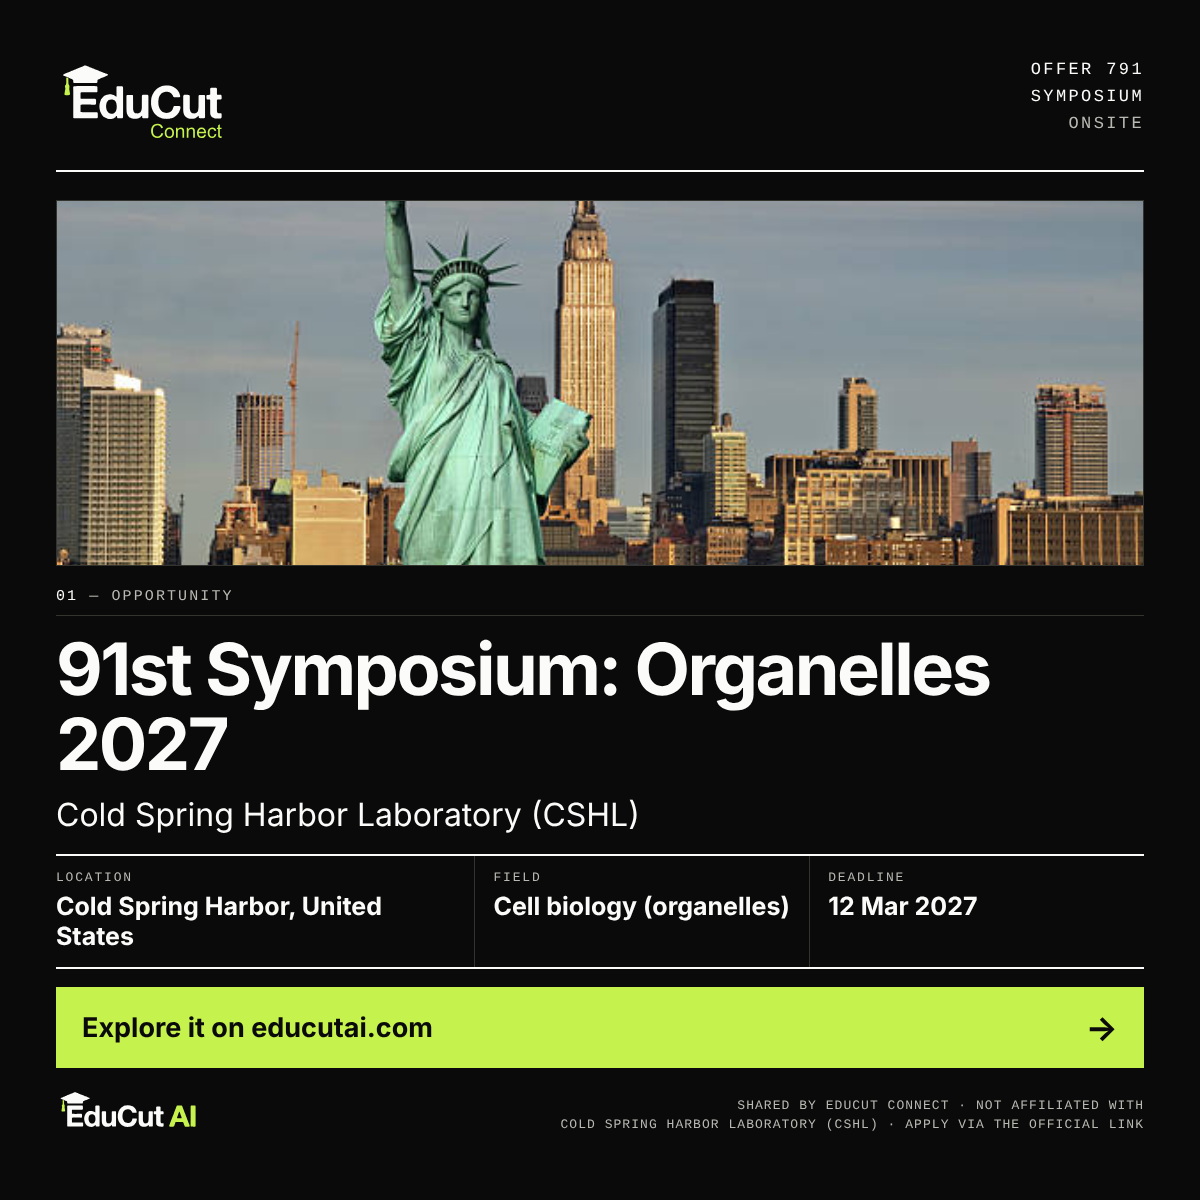 EduCut
Connect
OFFER 791
SYMPOSIUM
ONSITE
01 — OPPORTUNITY
91st Symposium: Organelles
2027
Cold Spring Harbor Laboratory (CSHL)
LOCATION
Cold Spring Harbor, United
States
FIELD
Cell biology (organelles)
DEADLINE
12 Mar 2027
Explore it on educutai.com
EduCut AI
SHARED BY EDUCUT CONNECT · NOT AFFILIATED WITH
COLD SPRING HARBOR LABORATORY (CSHL) · APPLY VIA THE OFFICIAL LINK